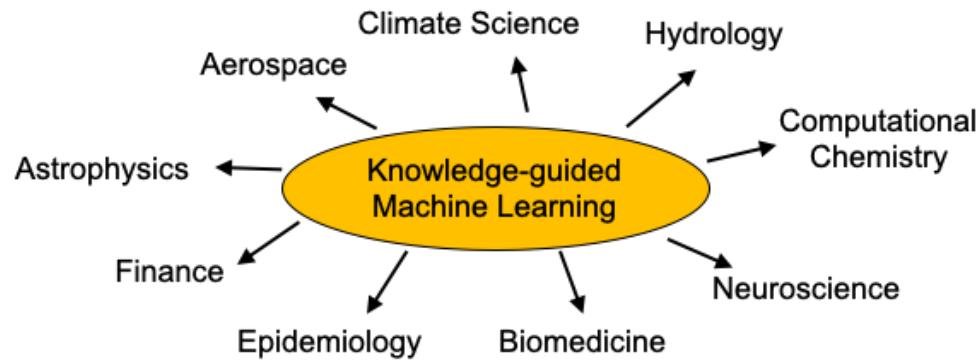 Climate Science
Hydrology
Aerospace
Computational
Chemistry
Astrophysics
Knowledge-guided
Machine Learning
Finance
Neuroscience
Epidemiology
Biomedicine